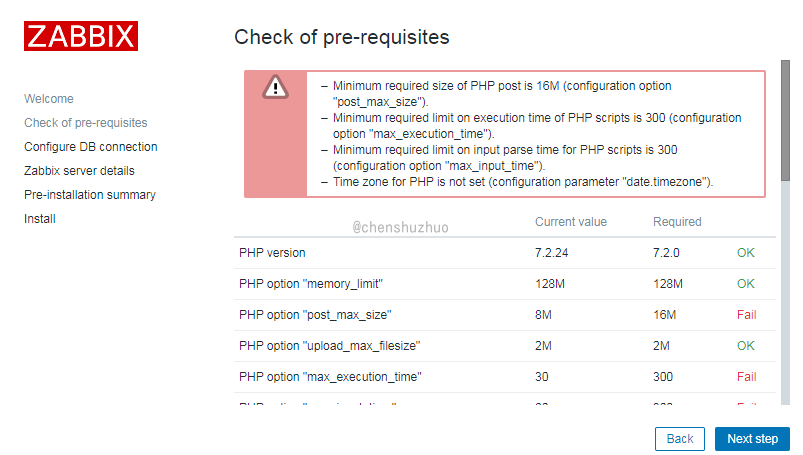 ZABBIX
Check of pre-requisites
Welcome
Check of pre-requisites
Configure DB connection
Zabbix server details
Pre-installation summary
Install
– Minimum required size of PHP post is 16M (configuration option
"post_max_size").
– Minimum required limit on execution time of PHP scripts is 300 (configuration
option "max_execution_time").
– Minimum required limit on input parse time for PHP scripts is 300
(configuration option "max_input_time").
– Time zone for PHP is not set (configuration parameter "date.timezone").
@chenshuzhuo
Current value Required
PHP version 7.2.24 7.2.0 OK
PHP option "memory_limit" 128M 128M OK
PHP option "post_max_size" 8M 16M Fail
PHP option "upload_max_filesize" 2M 2M OK
PHP option "max_execution_time" 30 300 Fail
Back Next step